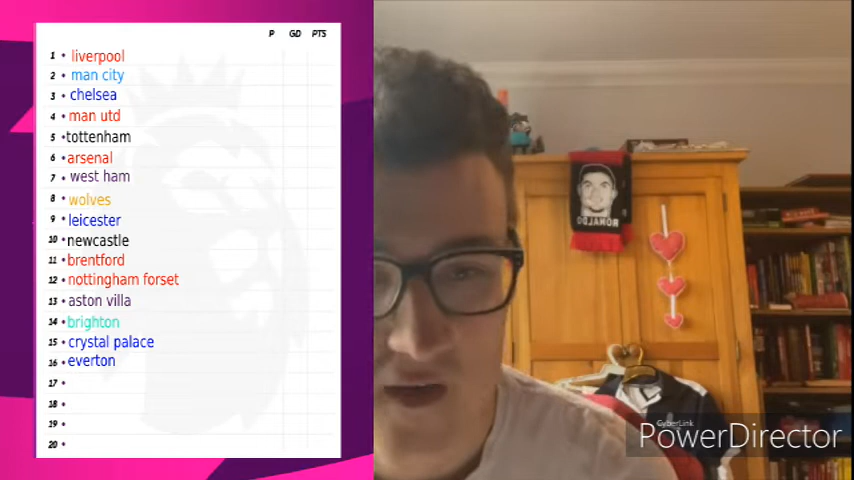 P GD PTS
1 liverpool
2 man city
3 chelsea
4 man utd
5 tottenham
6 arsenal
7 west ham
8 wolves
9 leicester
10 newcastle
11 brentford
12 nottingham forset
13 aston villa
14 brighton
15 crystal palace
16 everton
17
18
19
20
RONALDO
CyberLink
PowerDirector